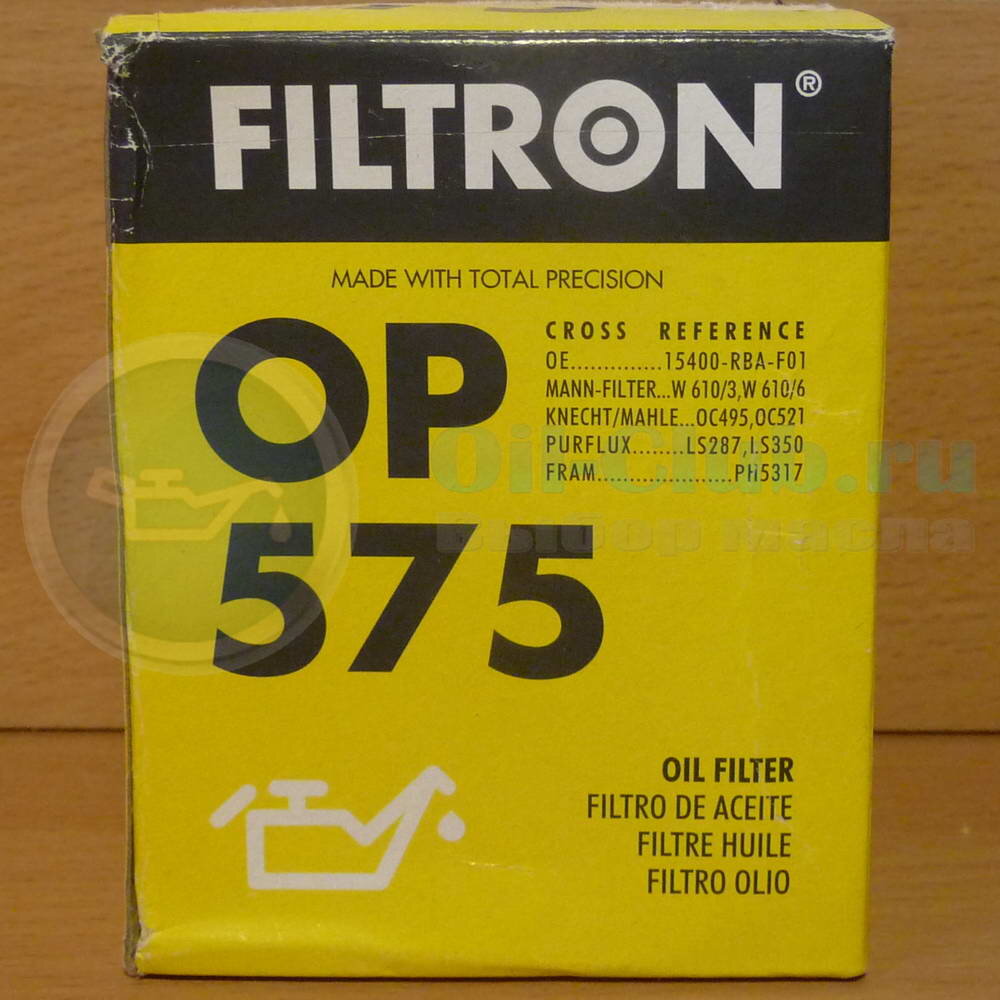 FILTRON®
MADE WITH TOTAL PRECISION
OP
575
CROSS REFERENCE
OE..............15400-RBA-F01
MANN-FILTER...W 610/3,W 610/6
KNECHT/MAHLE...OC495,OC521
PURFLUX........LS287,LS350
FRAM.....................PH5317
Oil-Club.ru
Выбор масла
OIL FILTER
FILTRO DE ACEITE
FILTRE HUILE
FILTRO OLIO